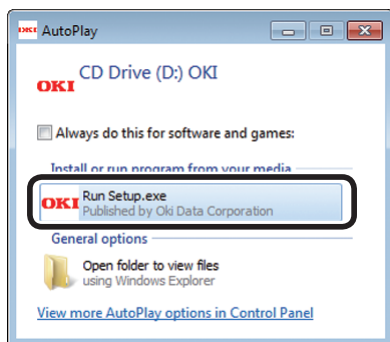 OKI AutoPlay
CD Drive (D:) OKI
OKI
Always do this for software and games:
Install or run program from your media
OKI Run Setup.exe
Published by Oki Data Corporation
General options
Open folder to view files
using Windows Explorer
View more AutoPlay options in Control Panel